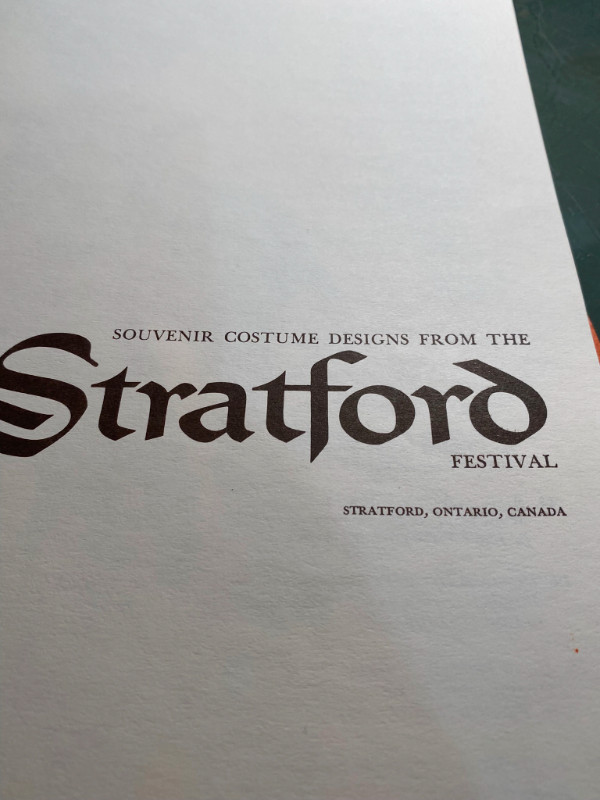 SOUVENIR COSTUME DESIGNS FROM THE
Stratford
FESTIVAL
STRATFORD, ONTARIO, CANADA